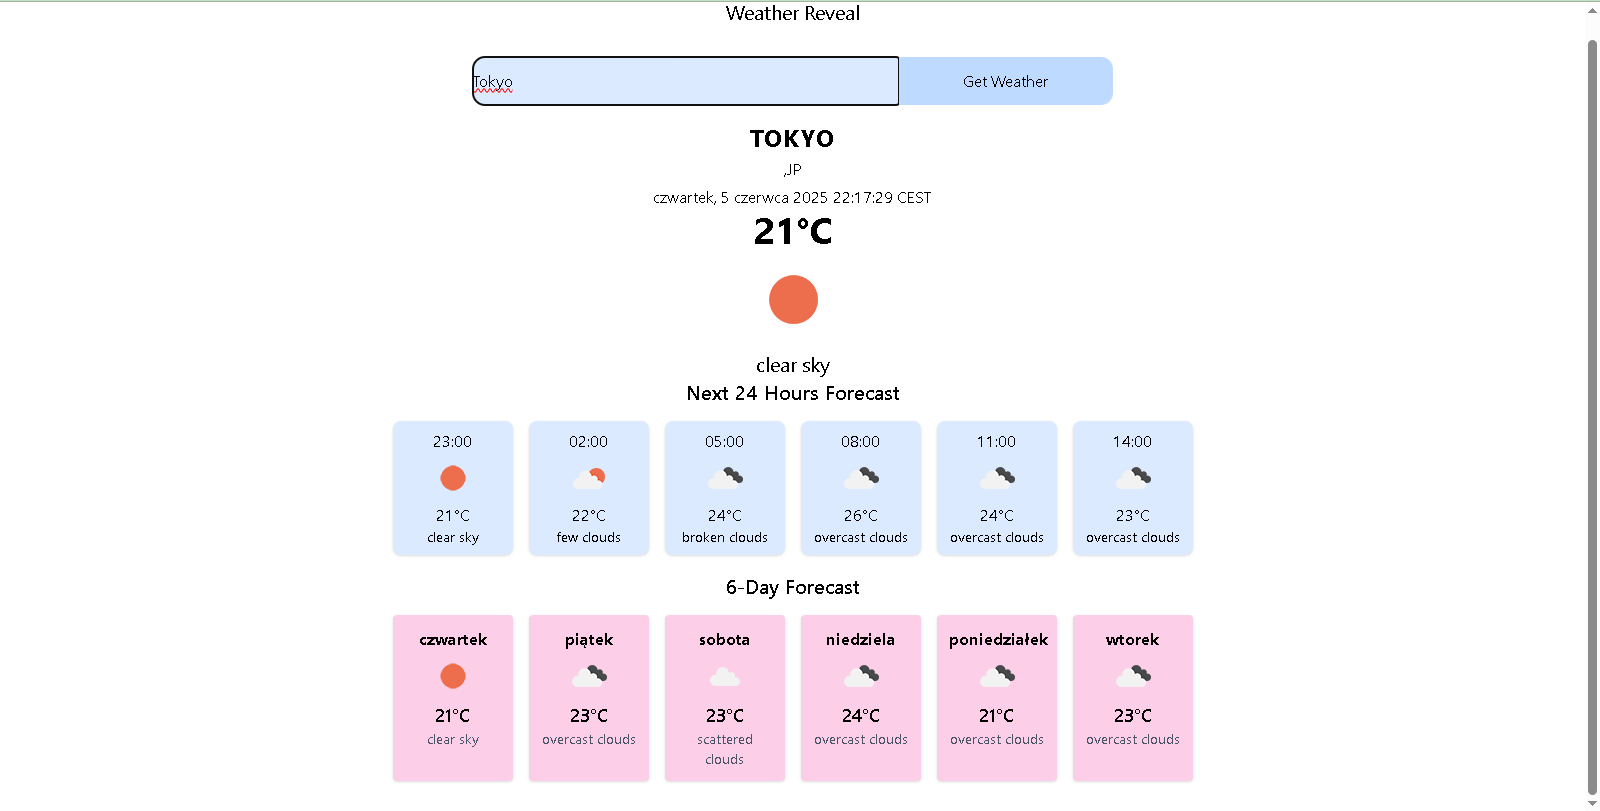 Weather Reveal
Tokyo
Get Weather
TOKYO
,JP
czwartek, 5 czerwca 2025 22:17:29 CEST
21°C
clear sky
Next 24 Hours Forecast
23:00
21°C
clear sky
02:00
22°C
few clouds
05:00
24°C
broken clouds
08:00
26°C
overcast clouds
11:00
24°C
overcast clouds
14:00
23°C
overcast clouds
6-Day Forecast
czwartek
21°C
clear sky
piątek
23°C
overcast clouds
sobota
23°C
scattered
clouds
niedziela
24°C
overcast clouds
poniedziałek
21°C
overcast clouds
wtorek
23°C
overcast clouds